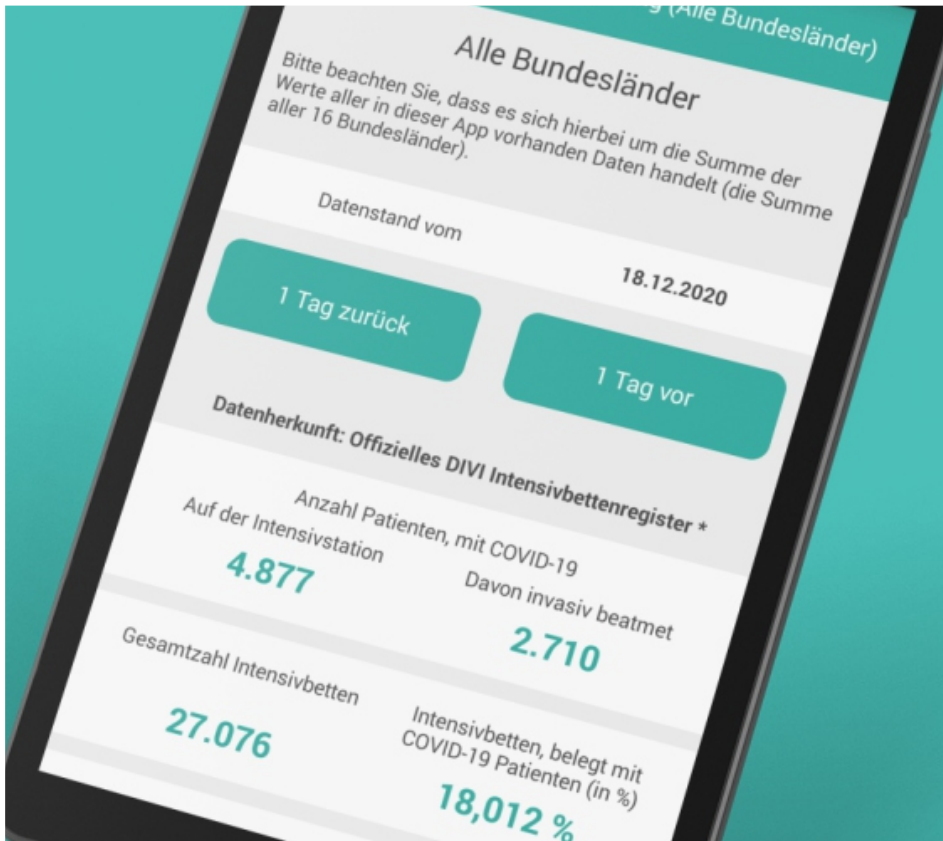 (Alle Bundesländer)
Alle Bundesländer
Bitte beachten Sie, dass es sich hierbei um die Summe der
Werte aller in dieser App vorhanden Daten handelt (die Summe
aller 16 Bundesländer).
Datenstand vom
18.12.2020
1 Tag zurück
1 Tag vor
Datenherkunft: Offizielles DIVI Intensivbettenregister *
Anzahl Patienten, mit COVID-19
Auf der Intensivstation
Davon invasiv beatmet
4.877
2.710
Gesamtzahl Intensivbetten
Intensivbetten, belegt mit
COVID-19 Patienten (in %)
27.076
18,012 %